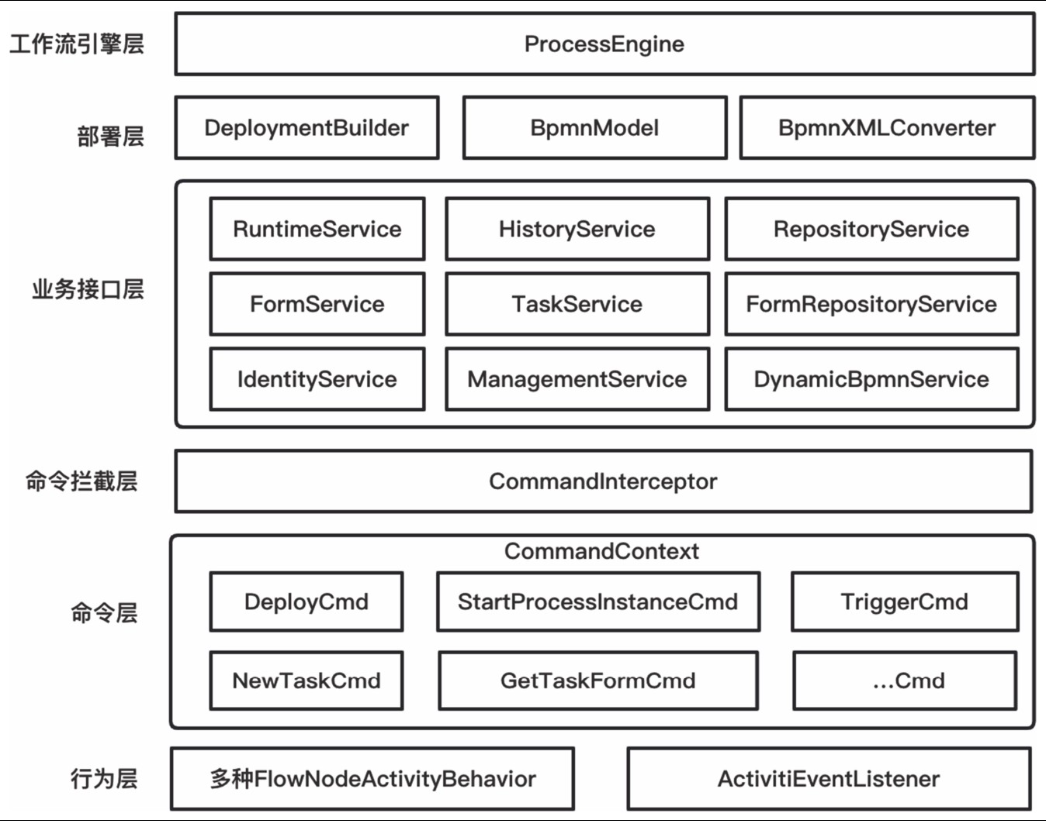 工作流引擎层
ProcessEngine
部署层
DeploymentBuilder
BpmnModel
BpmnXMLConverter
业务接口层
RuntimeService
HistoryService
RepositoryService
FormService
TaskService
FormRepositoryService
IdentityService
ManagementService
DynamicBpmnService
命令拦截层
CommandInterceptor
命令层
CommandContext
DeployCmd
StartProcessInstanceCmd
TriggerCmd
NewTaskCmd
GetTaskFormCmd
...Cmd
行为层
多种FlowNodeActivityBehavior
ActivitiEventListener